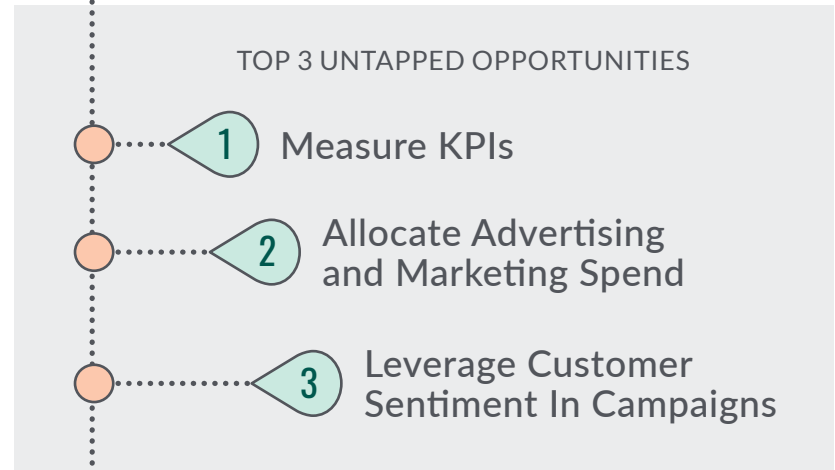 TOP 3 UNTAPPED OPPORTUNITIES
1 Measure KPIs
2 Allocate Advertising
and Marketing Spend
3 Leverage Customer
Sentiment In Campaigns